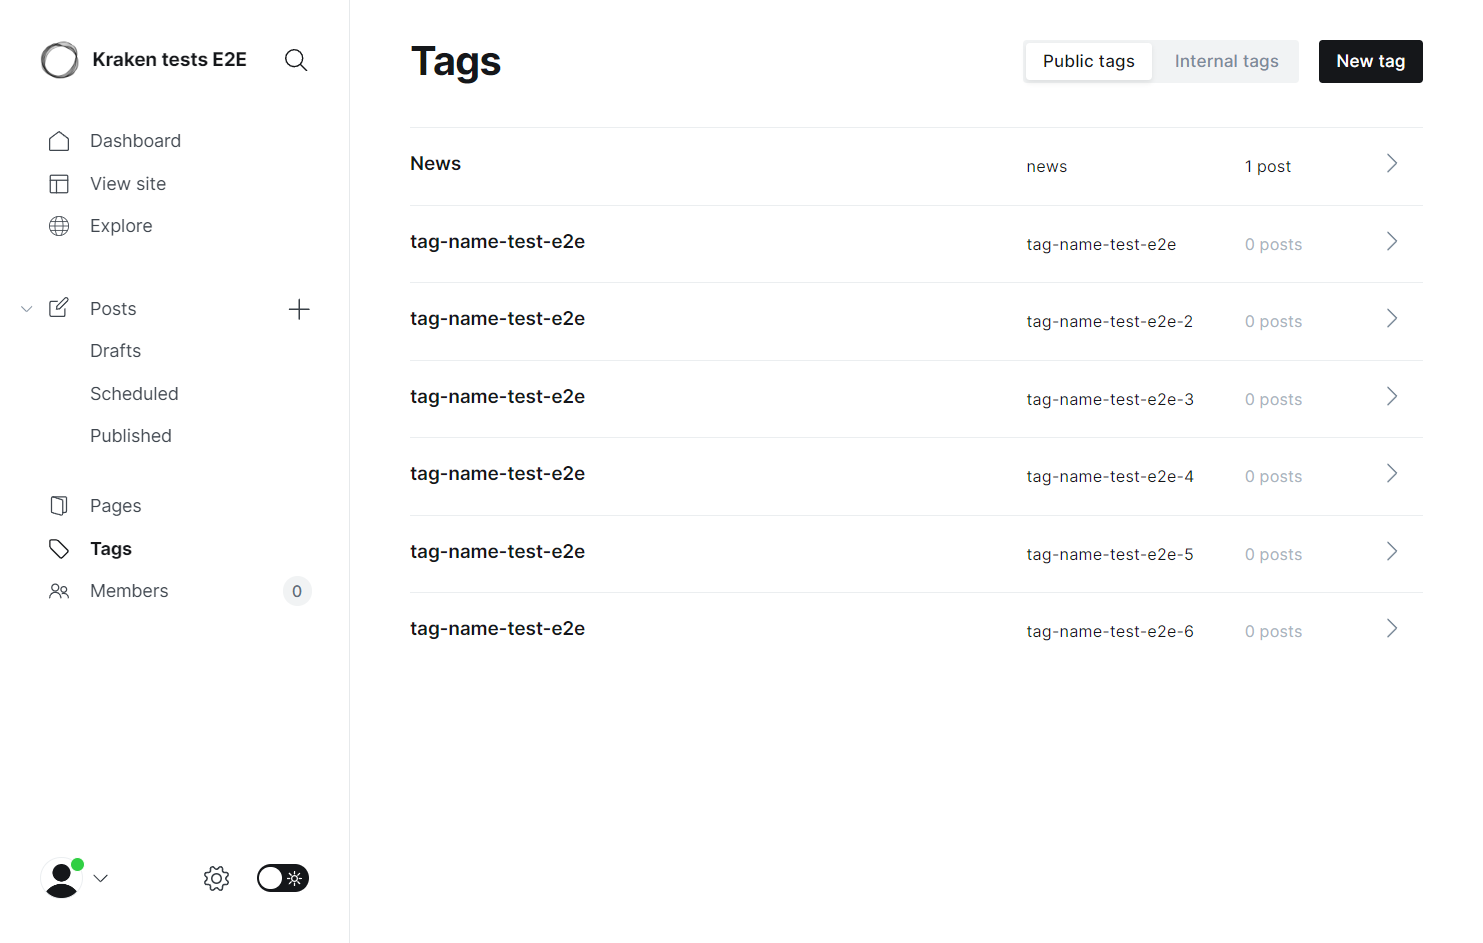 Kraken tests E2E
Dashboard
View site
Explore
Posts
Drafts
Scheduled
Published
Pages
Tags
Members 0
Tags
Public tags Internal tags New tag
News news 1 post
tag-name-test-e2e tag-name-test-e2e 0 posts
tag-name-test-e2e tag-name-test-e2e-2 0 posts
tag-name-test-e2e tag-name-test-e2e-3 0 posts
tag-name-test-e2e tag-name-test-e2e-4 0 posts
tag-name-test-e2e tag-name-test-e2e-5 0 posts
tag-name-test-e2e tag-name-test-e2e-6 0 posts